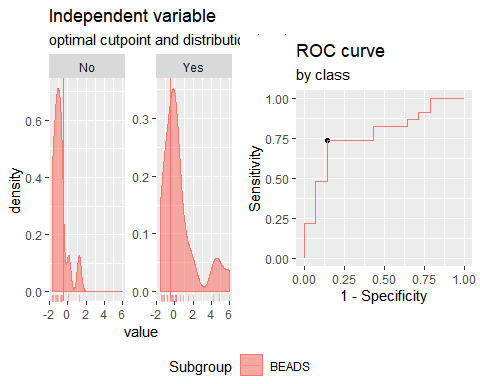 Independent variable
optimal cutpoint and distributio
No
Yes
density
0.6
0.4
0.2
0.0
0.3
0.2
0.1
0.0
-2 0 2 4 6
-2 0 2 4 6
value
ROC curve
by class
Sensitivity
1.00
0.75
0.50
0.25
0.00
0.00 0.25 0.50 0.75 1.00
1 - Specificity
Subgroup BEADS